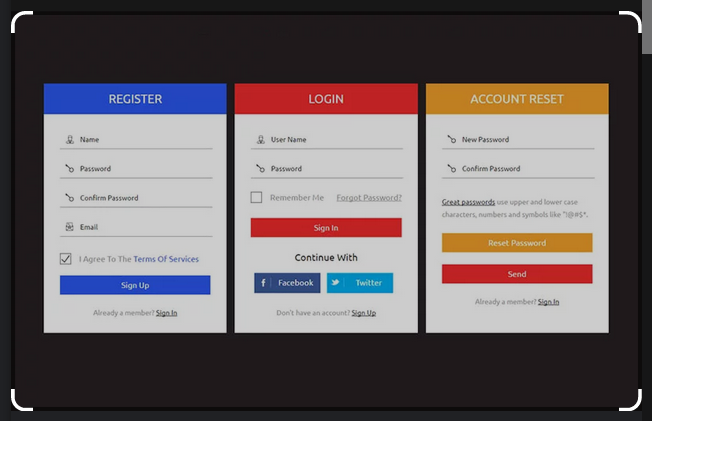 REGISTER
Name
Password
Confirm Password
Email
I Agree To The Terms Of Services
Sign Up
Already a member? Sign In
LOGIN
User Name
Password
Remember Me Forgot Password?
Sign In
Continue With
f Facebook Twitter
Don't have an account? Sign Up
ACCOUNT RESET
New Password
Confirm Password
Great passwords use upper and lower case
characters, numbers and symbols like "!@#$".
Reset Password
Send
Already a member? Sign In